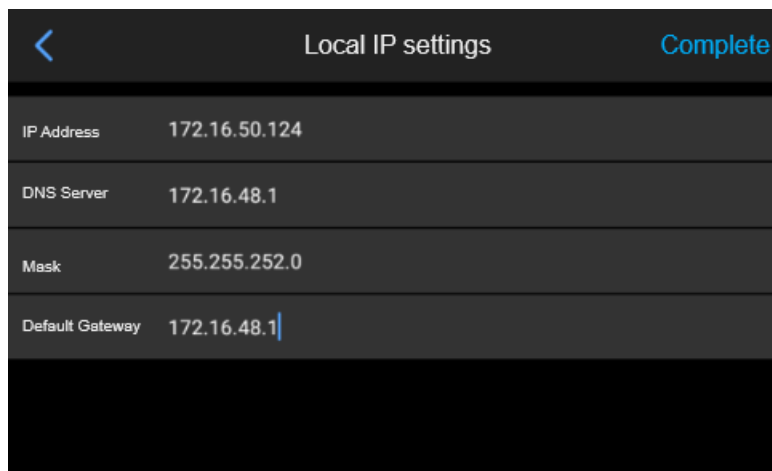 Local IP settings Complete
IP Address 172.16.50.124
DNS Server 172.16.48.1
Mask 255.255.252.0
Default Gateway 172.16.48.1